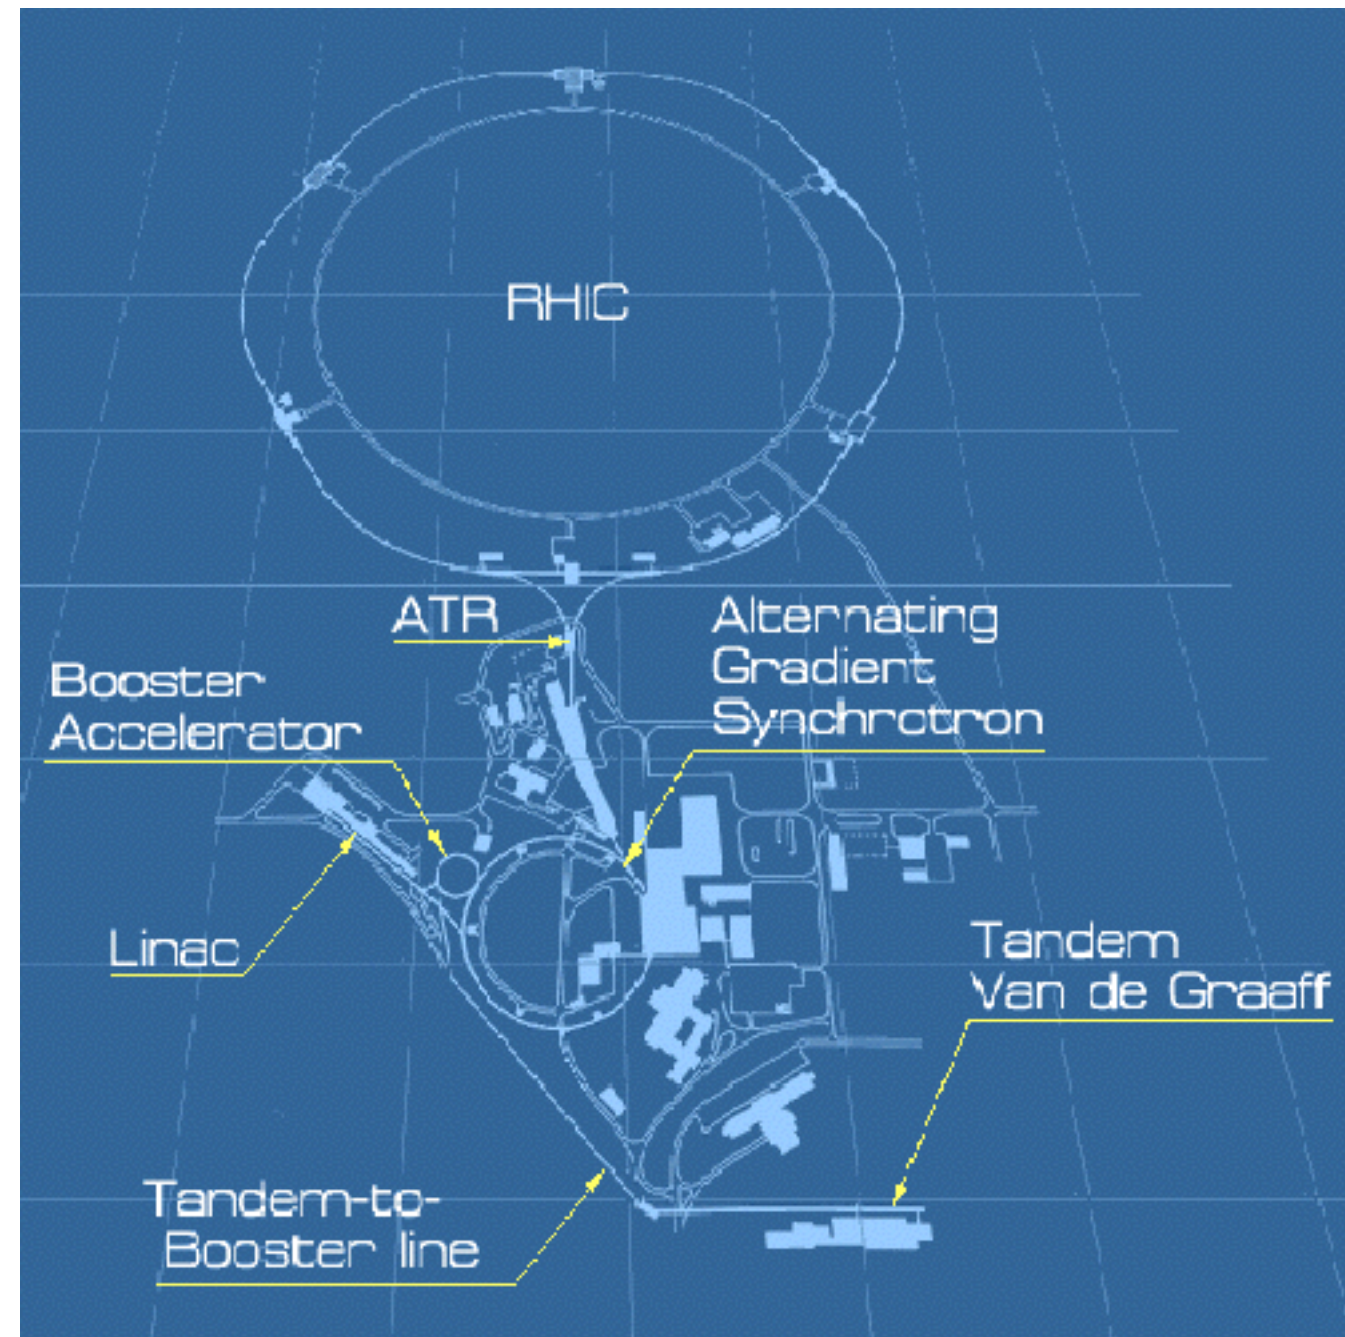 RHIC
ATR
Alternating
Gradient
Synchrotron
Booster
Accelerator
Linac
Tandem
Van de Graaff
Tandem-to-
Booster line